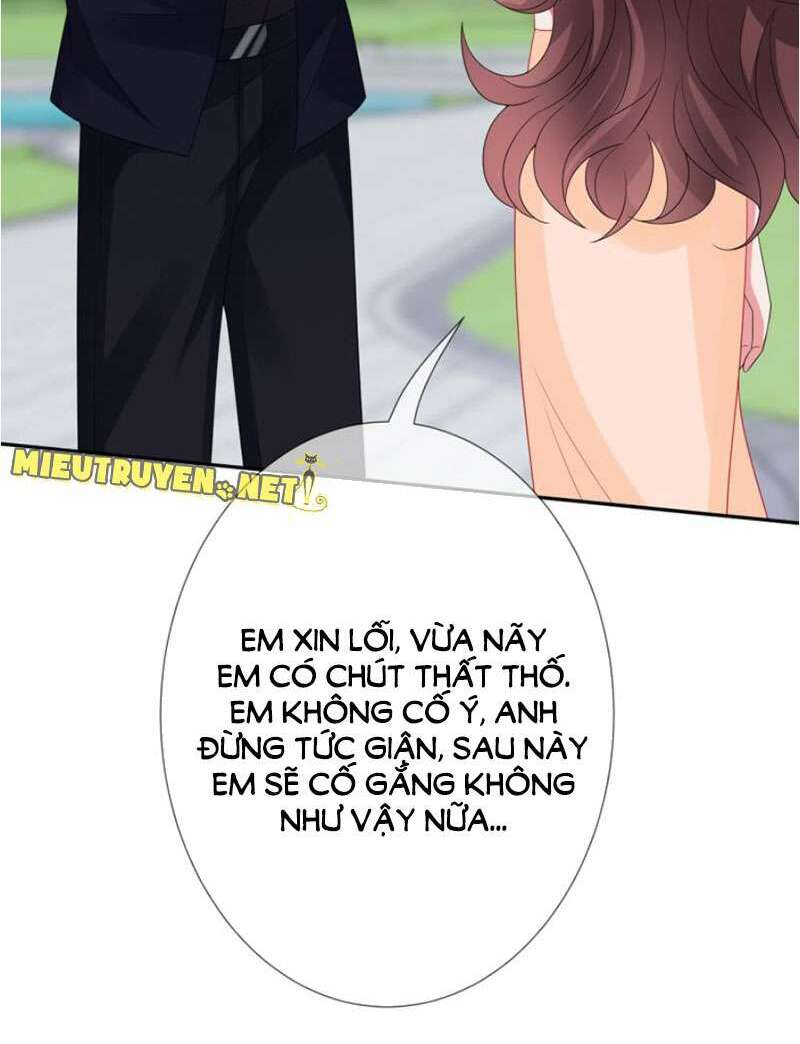 MIEUTRUYEN.NET
EM XIN LỖI, VỪA NÃY
EM CÓ CHÚT THẤT THỐ.
EM KHÔNG CỐ Ý, ANH
ĐỪNG TỨC GIẬN, SAU NÀY
EM SẼ CỐ GẮNG KHÔNG
NHƯ VẬY NỮA...